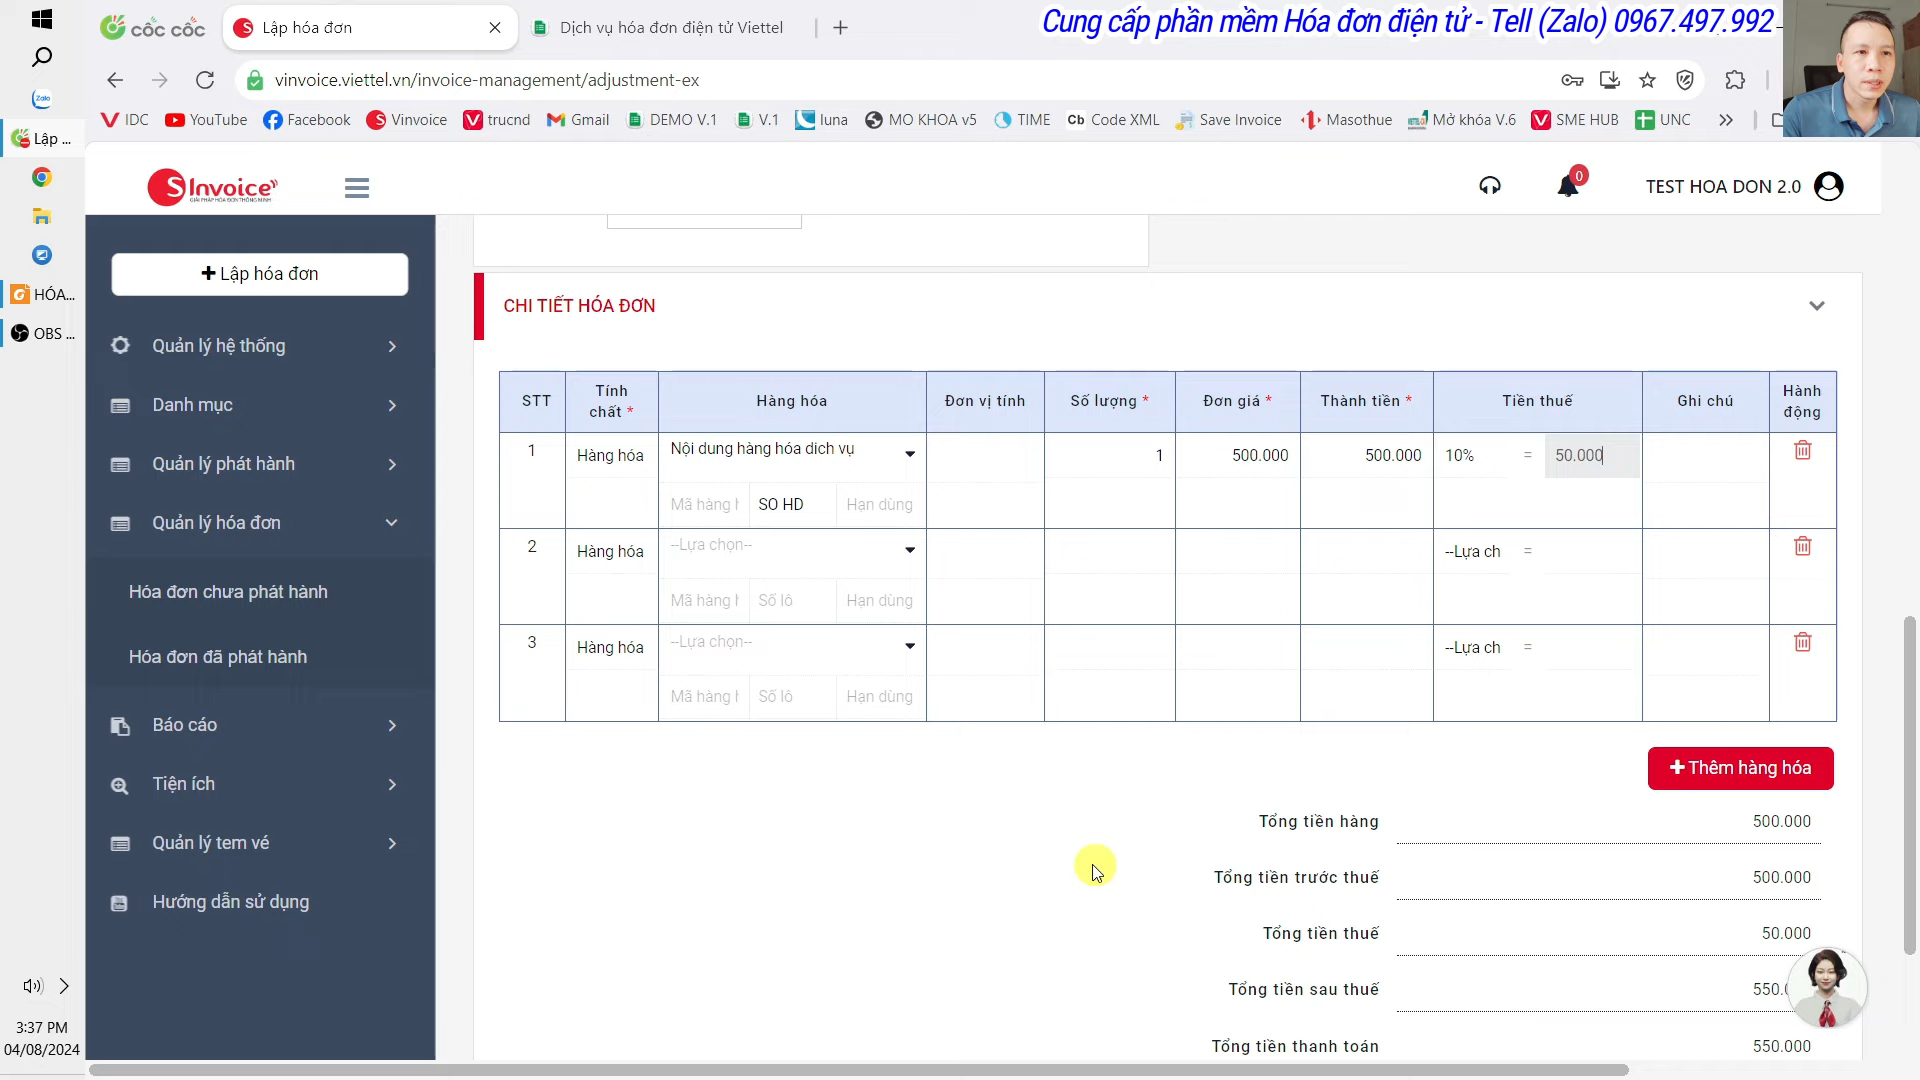 Cung cấp phần mềm Hóa đơn điện tử - Tell (Zalo) 0967.497.992
cốc cốc
Lập hóa đơn
Dịch vụ hóa đơn điện tử Viettel
Zalo
vinvoice.viettel.vn/invoice-management/adjustment-ex
IDC YouTube Facebook Vinvoice trucnd Gmail DEMO V.1 V.1 luna MO KHOA v5 TIME Cb Code XML Save Invoice Masothue Mở khóa V.6 SME HUB UNC
Lập ...
HÓA...
OBS ...
SInvoice
GIẢI PHÁP HÓA ĐƠN THÔNG MINH
0
TEST HOA DON 2.0
Lập hóa đơn
Quản lý hệ thống
Danh mục
Quản lý phát hành
Quản lý hóa đơn
Hóa đơn chưa phát hành
Hóa đơn đã phát hành
Báo cáo
Tiện ích
Quản lý tem vé
Hướng dẫn sử dụng
CHI TIẾT HÓA ĐƠN
STT Tính chất * Hàng hóa Đơn vị tính Số lượng * Đơn giá * Thành tiền * Tiền thuế Ghi chú Hành động
1 Hàng hóa Nội dung hàng hóa dich vụ 1 500.000 500.000 10% = 50.000
Mã hàng h SO HD Hạn dùng
2 Hàng hóa --Lựa chọn-- --Lựa ch =
Mã hàng h Số lô Hạn dùng
3 Hàng hóa --Lựa chọn-- --Lựa ch =
Mã hàng h Số lô Hạn dùng
Thêm hàng hóa
Tổng tiền hàng 500.000
Tổng tiền trước thuế 500.000
Tổng tiền thuế 50.000
Tổng tiền sau thuế 550.
Tổng tiền thanh toán 550.000
3:37 PM
04/08/2024